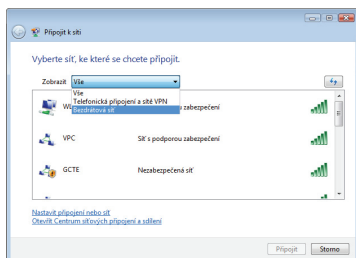 Připojit k síti
Vyberte síť, ke které se chcete připojit.
Zobrazit Vše
Vše
Telefonická připojení a sítě VPN
Bezdrátová síť
zabezpečení
VPC Síť s podporou zabezpečení
GCTE Nezabezpečená síť
Nastavit připojení nebo síť
Otevřít Centrum síťových připojení a sdílení
Připojit Storno